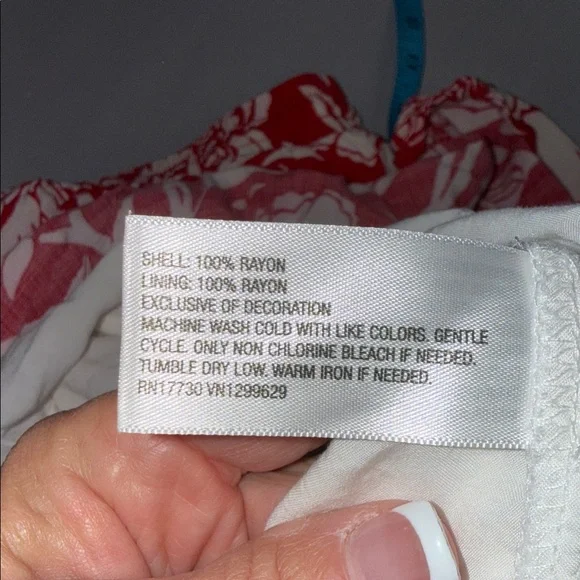 SHELL: 100% RAYON
LINING: 100% RAYON
EXCLUSIVE OF DECORATION
MACHINE WASH COLD WITH LIKE COLORS. GENTLE
CYCLE. ONLY NON CHLORINE BLEACH IF NEEDED.
TUMBLE DRY LOW, WARM IRON IF NEEDED.
RN17730 VN1299629